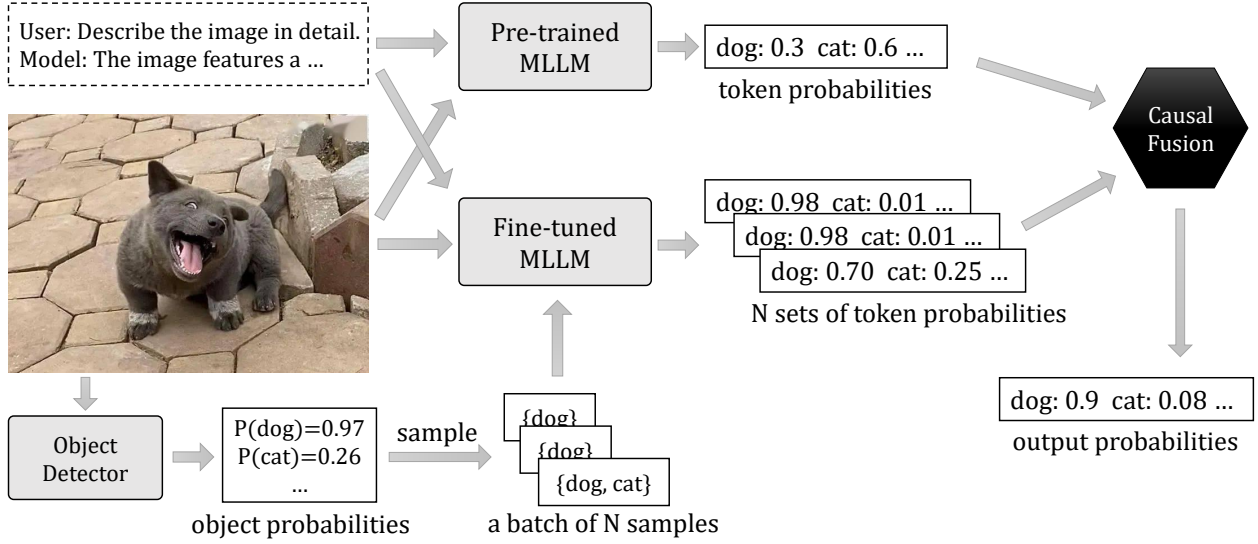 User: Describe the image in detail.
Model: The image features a ...
Pre-trained
MLLM
dog: 0.3 cat: 0.6 ...
token probabilities
Causal
Fusion
Fine-tuned
MLLM
dog: 0.98 cat: 0.01 ...
dog: 0.98 cat: 0.01 ...
dog: 0.70 cat: 0.25 ...
N sets of token probabilities
dog: 0.9 cat: 0.08 ...
output probabilities
Object
Detector
P(dog)=0.97
P(cat)=0.26
...
object probabilities
sample
{dog}
{dog}
{dog, cat}
a batch of N samples